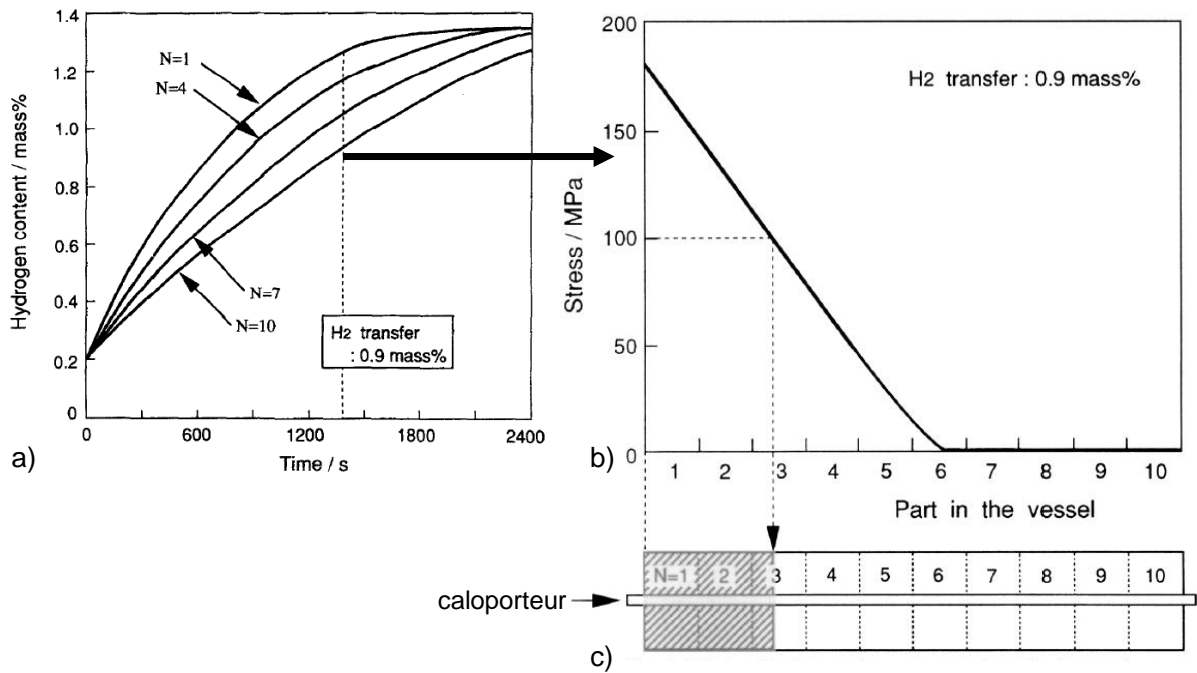 1.4
1.2
1.0
0.8
0.6
0.4
0.2
0
Hydrogen content / mass%
N=1
N=4
N=7
N=10
H2 transfer
: 0.9 mass%
0
600
1200
1800
2400
Time / s
a)
200
150
100
50
0
Stress / MPa
H2 transfer : 0.9 mass%
1 2 3 4 5 6 7 8 9 10
Part in the vessel
b)
N=1 2 3 4 5 6 7 8 9 10
caloporteur
c)